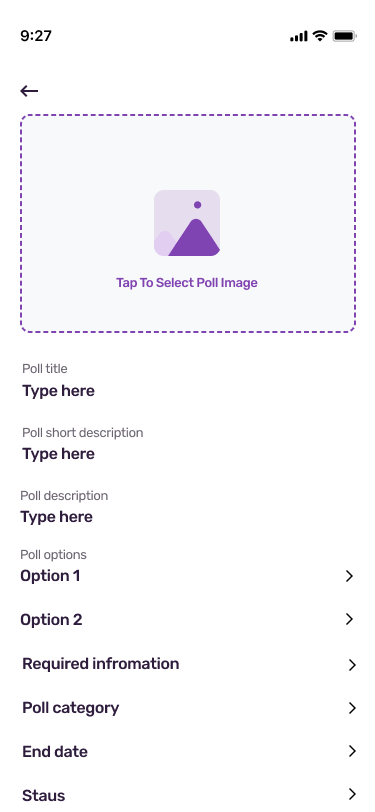 9:27
Tap To Select Poll Image
Poll title
Type here
Poll short description
Type here
Poll description
Type here
Poll options
Option 1
Option 2
Required infromation
Poll category
End date
Staus